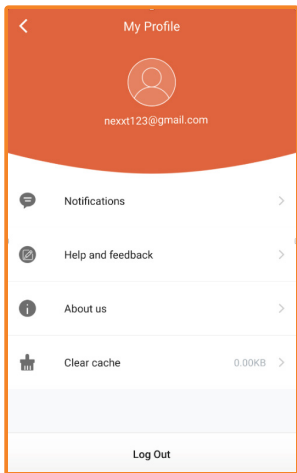 My Profile
nexxt123@gmail.com
Notifications
Help and feedback
About us
Clear cache 0.00KB
Log Out